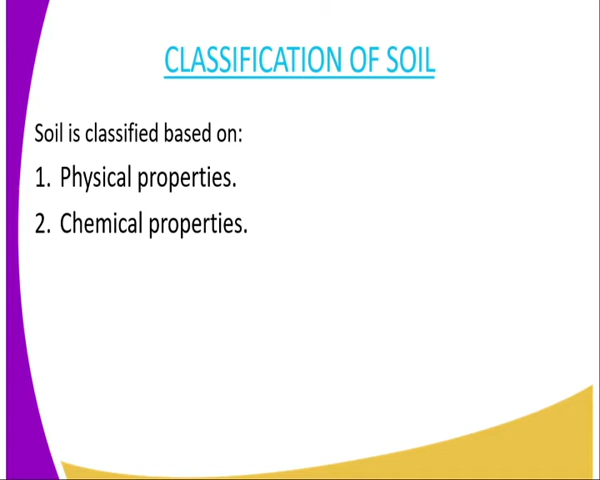 CLASSIFICATION OF SOIL
Soil is classified based on:
1. Physical properties.
2. Chemical properties.